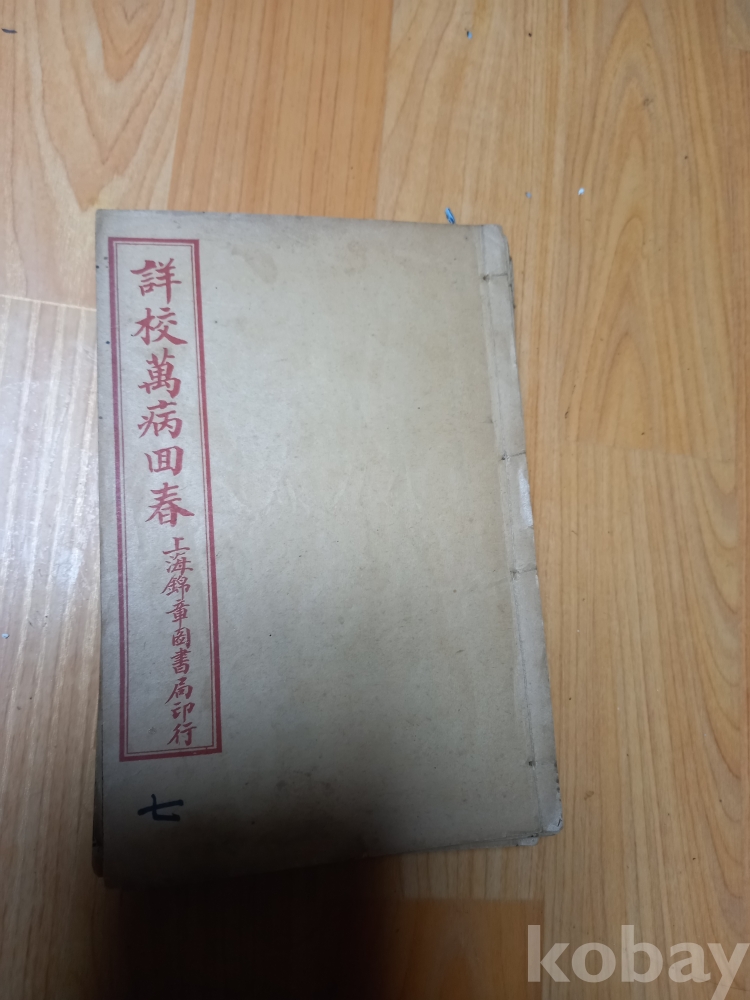 詳校萬病回春
上海錦章圖書局印行
七
kobay